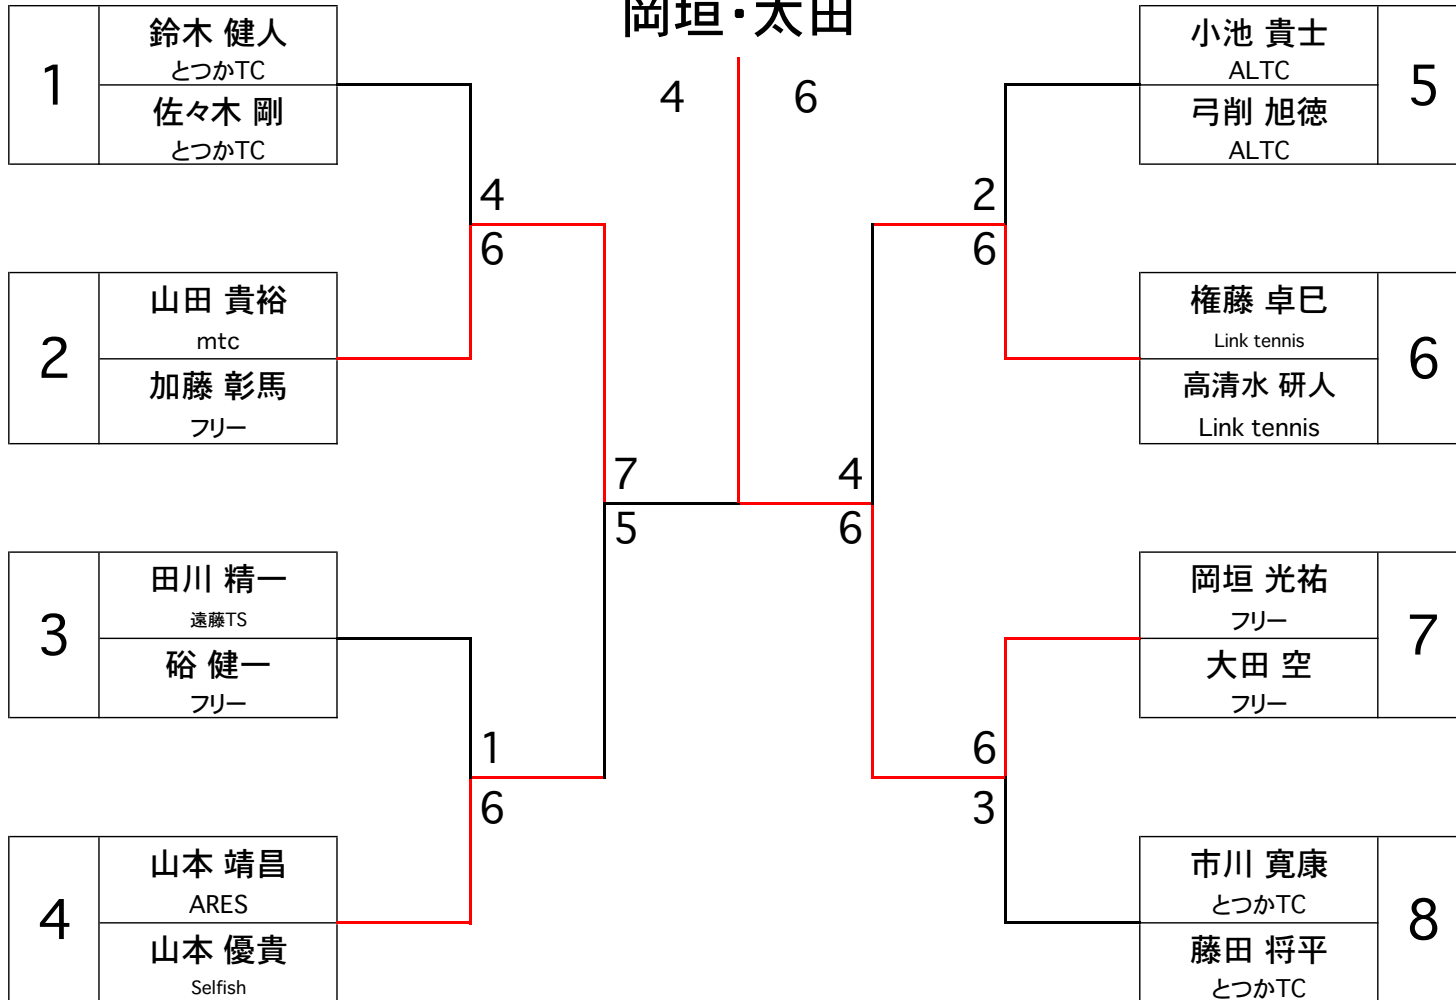 岡垣・太田
4 6
1
鈴木 健人
とつかTC
佐々木 剛
とつかTC
2
山田 貴裕
mtc
加藤 彰馬
フリー
3
田川 精一
遠藤TS
硲 健一
フリー
4
山本 靖昌
ARES
山本 優貴
Selfish
4
6
1
6
7
5
4
6
2
6
6
3
小池 貴士
ALTC
弓削 旭徳
ALTC
5
権藤 卓巳
Link tennis
高清水 研人
Link tennis
6
岡垣 光祐
フリー
大田 空
フリー
7
市川 寛康
とつかTC
藤田 将平
とつかTC
8